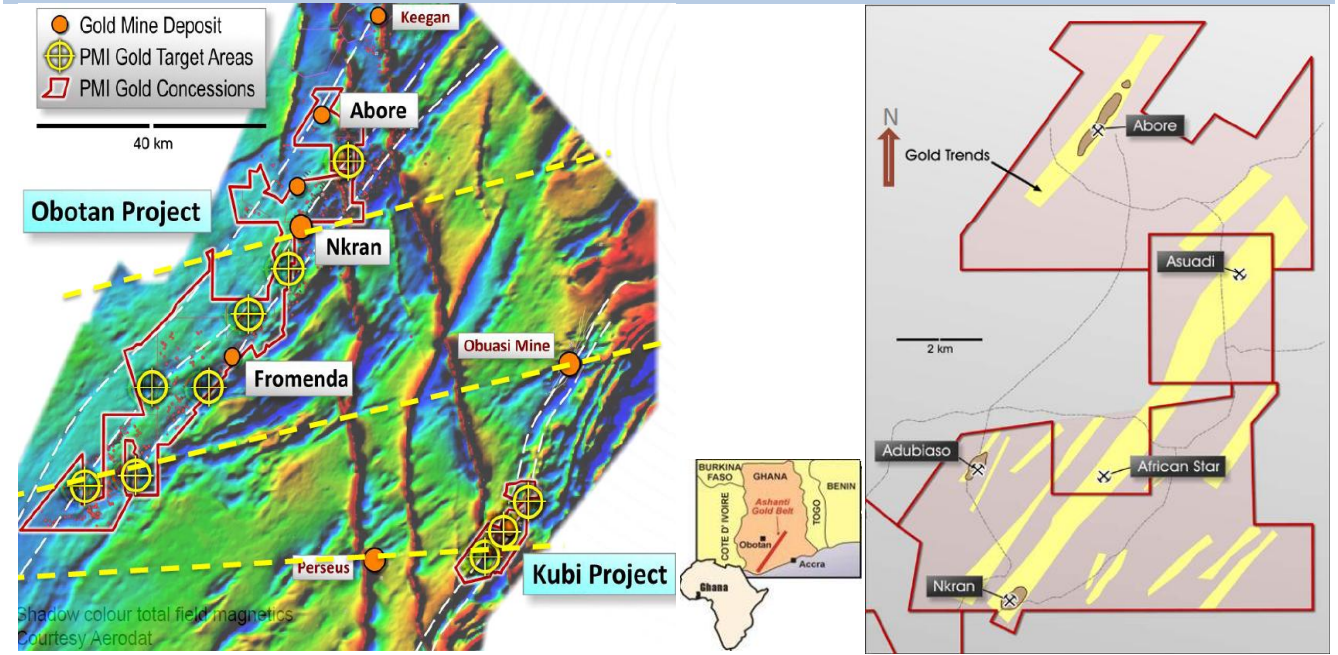 Gold Mine Deposit
PMI Gold Target Areas
PMI Gold Concessions
40 km
Keegan
Abore
Obotan Project
Nkran
Obuasi Mine
Fromenda
Perseus
Kubi Project
Shadow colour total field magnetics
Courtesy Aerodat
BURKINA
FASO
GHANA
BENIN
COTE D' IVOIRE
TOGO
Ashanti
Gold Belt
Obotan
Accra
Ghana
N
Gold Trends
Abore
Asuadi
2 km
Adubiaso
African Star
Nkran